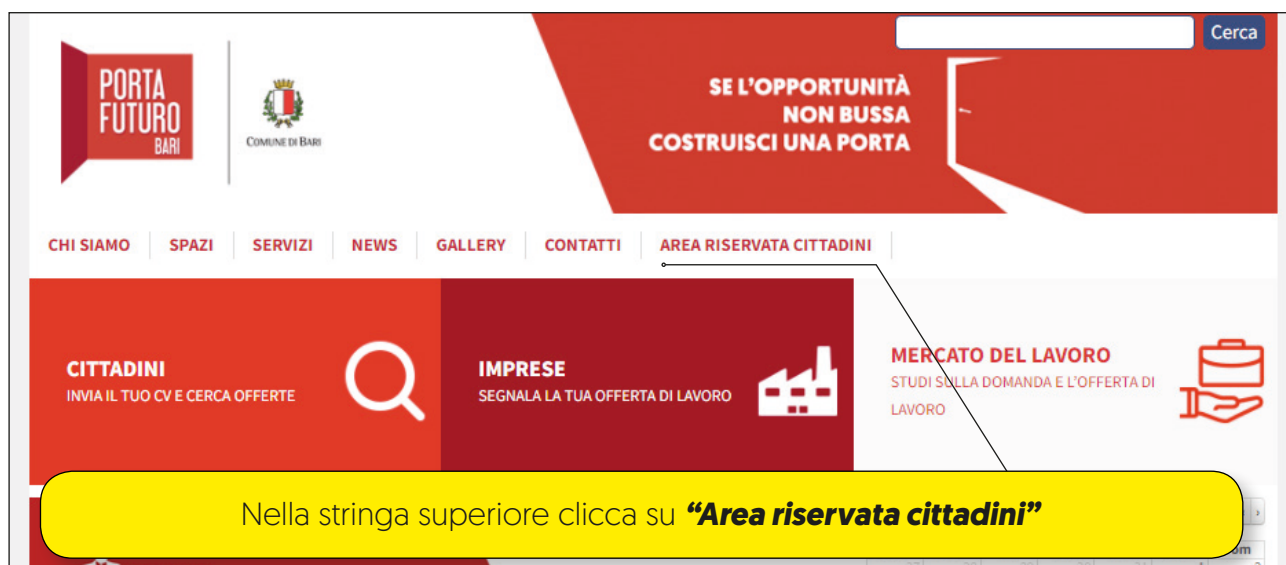 Cerca
PORTA
FUTURO
BARI
COMUNE DI BARI
SE L'OPPORTUNITÀ
NON BUSSA
COSTRUISCI UNA PORTA
CHI SIAMO SPAZI SERVIZI NEWS GALLERY CONTATTI AREA RISERVATA CITTADINI
CITTADINI
INVIA IL TUO CV E CERCA OFFERTE
IMPRESE
SEGNALA LA TUA OFFERTA DI LAVORO
MERCATO DEL LAVORO
STUDI SULLA DOMANDA E L'OFFERTA DI
LAVORO
Nella stringa superiore clicca su “Area riservata cittadini”